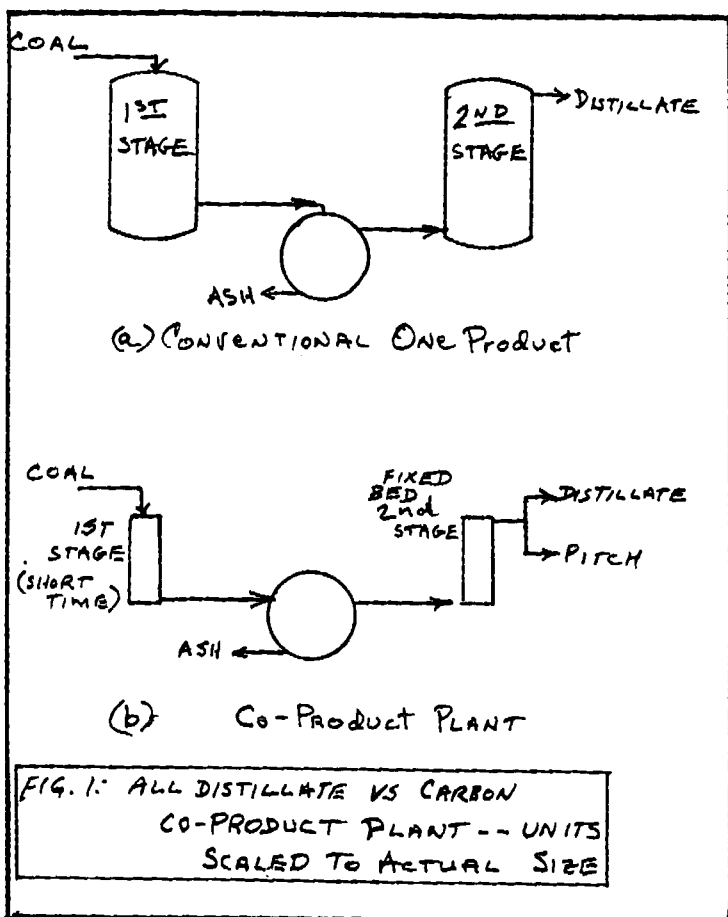 COAL
1ST
STAGE
2ND
STAGE
DISTILLATE
ASH
(a) CONVENTIONAL ONE Product
COAL
1ST
STAGE
(SHORT
TIME)
FIXED
BED
2nd
STAGE
DISTILLATE
PITCH
ASH
(b) Co-PRODUCT PLANT
FIG. 1: ALL DISTILLATE VS CARBON
CO-PRODUCT PLANT -- UNITS
SCALED TO ACTUAL SIZE